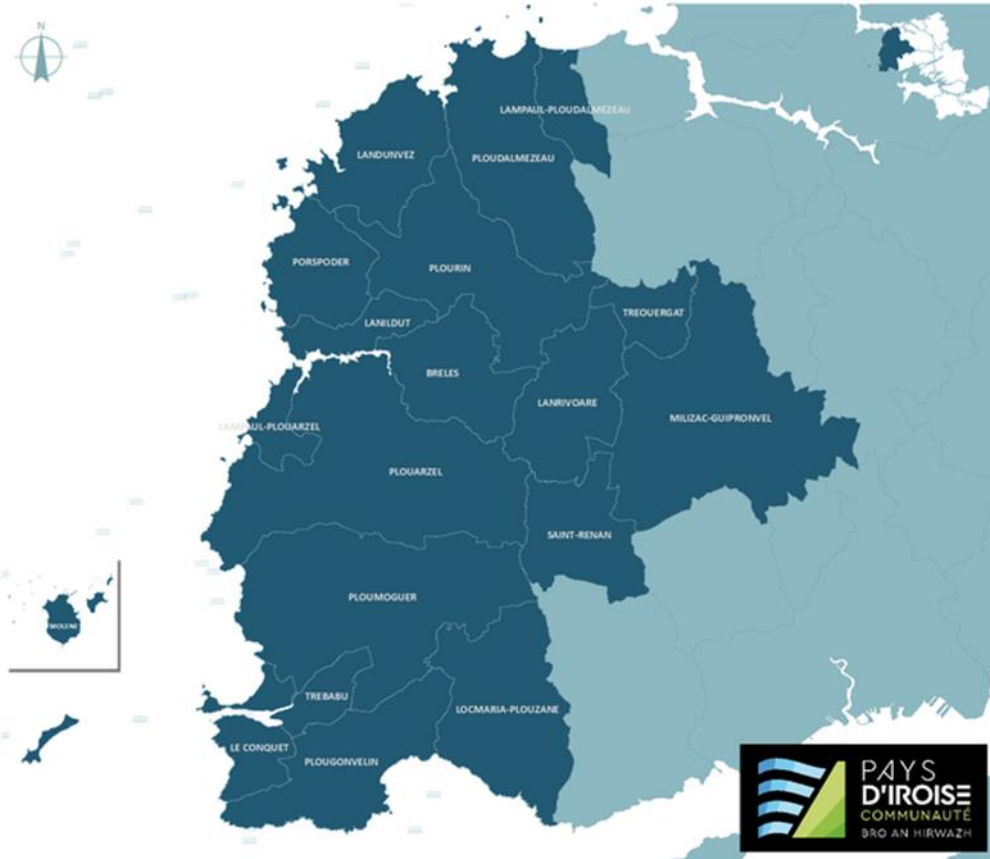 N
LAMPAUL-PLOUDALMEZEAU
LANDUNVEZ
PLOUDALMEZEAU
PORSPODER
PLOURIN
LANILDUT
TREOUERGAT
BRELES
LANRIVOARE
MILIZAC-GUIPRONVEL
LAMPAUL-PLOUARZEL
PLOUARZEL
SAINT-RENAN
PLOUMOGUER
MOLENE
TREBABU
LOCMARIA-PLOUZANE
LE CONQUET
PLOUGONVELIN
PAYS
D'IROISE
COMMUNAUTÉ
BRO AN HIRWAZH